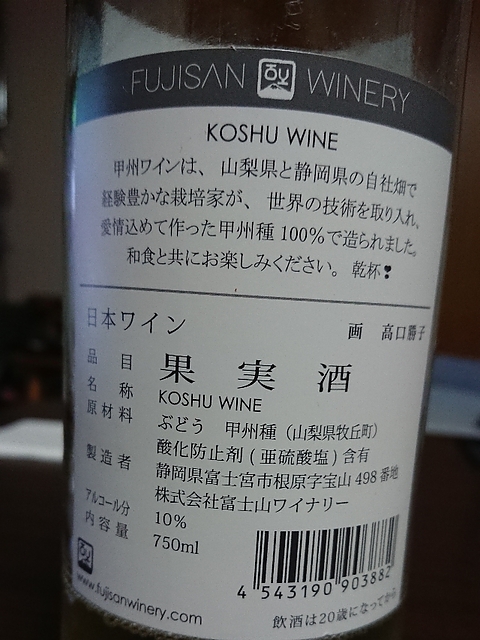 FUJISAN WINERY
KOSHU WINE
甲州ワインは、山梨県と静岡県の自社畑で
経験豊かな栽培家が、世界の技術を取り入れ、
愛情込めて作った甲州種 100%で造られました。
和食と共にお楽しみください。乾杯❣
日本ワイン 画 高口勝子
品目 果実酒
名称 KOSHU WINE
原材料 ぶどう 甲州種（山梨県牧丘町）
酸化防止剤 (亜硫酸塩) 含有
製造者 静岡県富士宮市根原字宝山 498 番地
株式会社富士山ワイナリー
アルコール分 10%
内容量 750ml
4 543190 903882
www.fujisanwinery.com
飲酒は20歳になってから